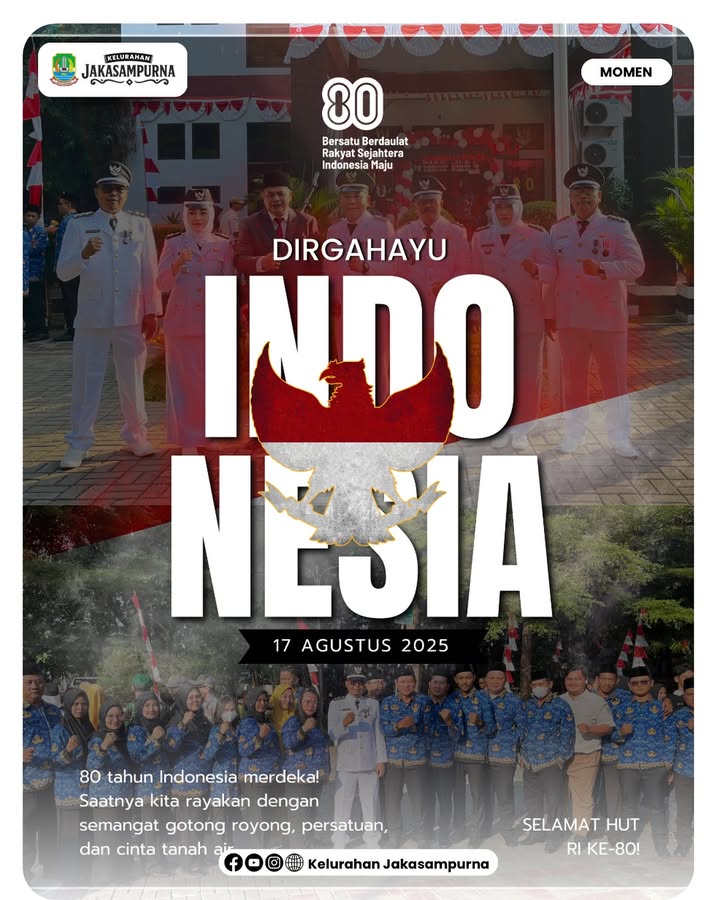 KELURAHAN
JAKASAMPURNA
MOMEN
80
Bersatu Berdaulat
Rakyat Sejahtera
Indonesia Maju
DIRGAHAYU
INDO
NESIA
17 AGUSTUS 2025
80 tahun Indonesia merdeka!
Saatnya kita rayakan dengan
semangat gotong royong, persatuan,
dan cinta tanah air
SELAMAT HUT
RI KE-80!
Kelurahan Jakasampurna